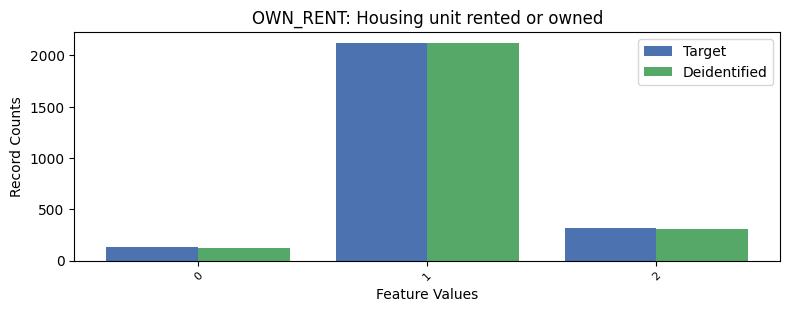 OWN_RENT: Housing unit rented or owned
Target
Deidentified
Record Counts
2000
1500
1000
500
0
0
1
2
Feature Values